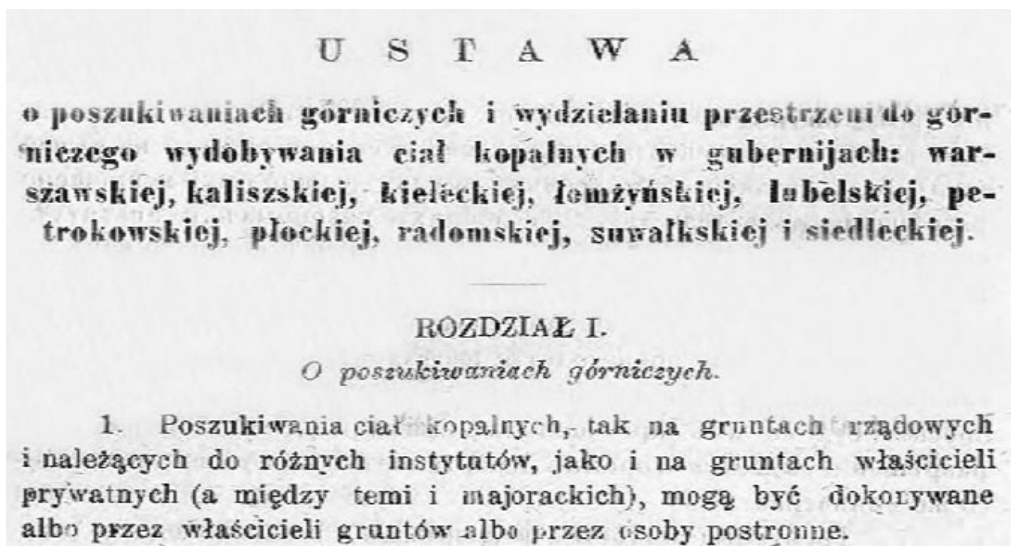 USTAWA
o poszukiwaniach górniczych i wydzielaniu przestrzeni do gór-
niczego wydobywania ciał kopalnych w gubernijach: war-
szawskiej, kaliszskiej, kieleckiej, łomżyńskiej, lubelskiej, pe-
trokowskiej, płockiej, radomskiej, suwałkskiej i siedleckiej.
ROZDZIAŁ I.
O poszukiwaniach górniczych.
1. Poszukiwania ciał kopalnych, tak na gruntach rządowych
i należących do różnych instytutów, jako i na gruntach właścicieli
prywatnych (a między temi i majorackich), mogą być dokonywane
albo przez właścicieli gruntów albo przez osoby postronne.